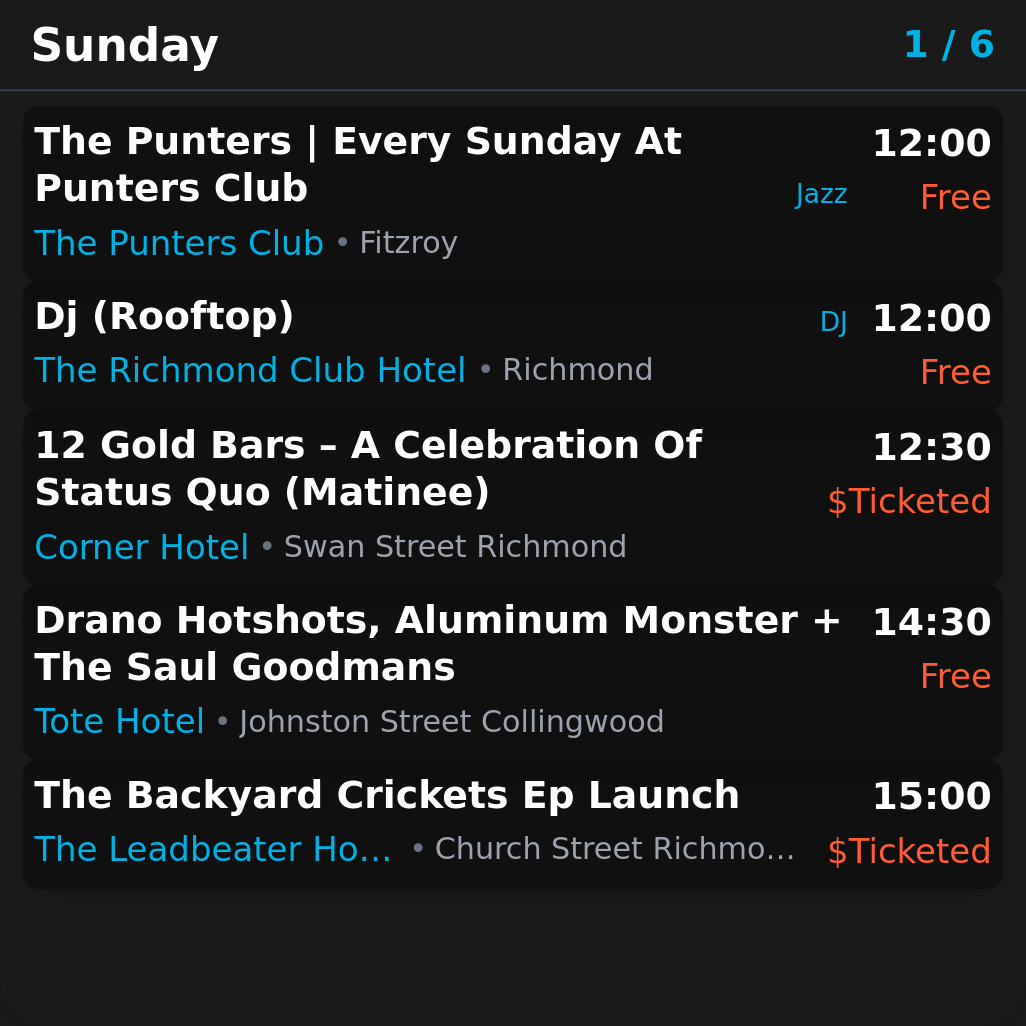 Sunday 1 / 6
The Punters | Every Sunday At 12:00
Punters Club Jazz Free
The Punters Club • Fitzroy
Dj (Rooftop) DJ 12:00
The Richmond Club Hotel • Richmond Free
12 Gold Bars – A Celebration Of 12:30
Status Quo (Matinee) $Ticketed
Corner Hotel • Swan Street Richmond
Drano Hotshots, Aluminum Monster + 14:30
The Saul Goodmans Free
Tote Hotel • Johnston Street Collingwood
The Backyard Crickets Ep Launch 15:00
The Leadbeater Ho... • Church Street Richmo... $Ticketed